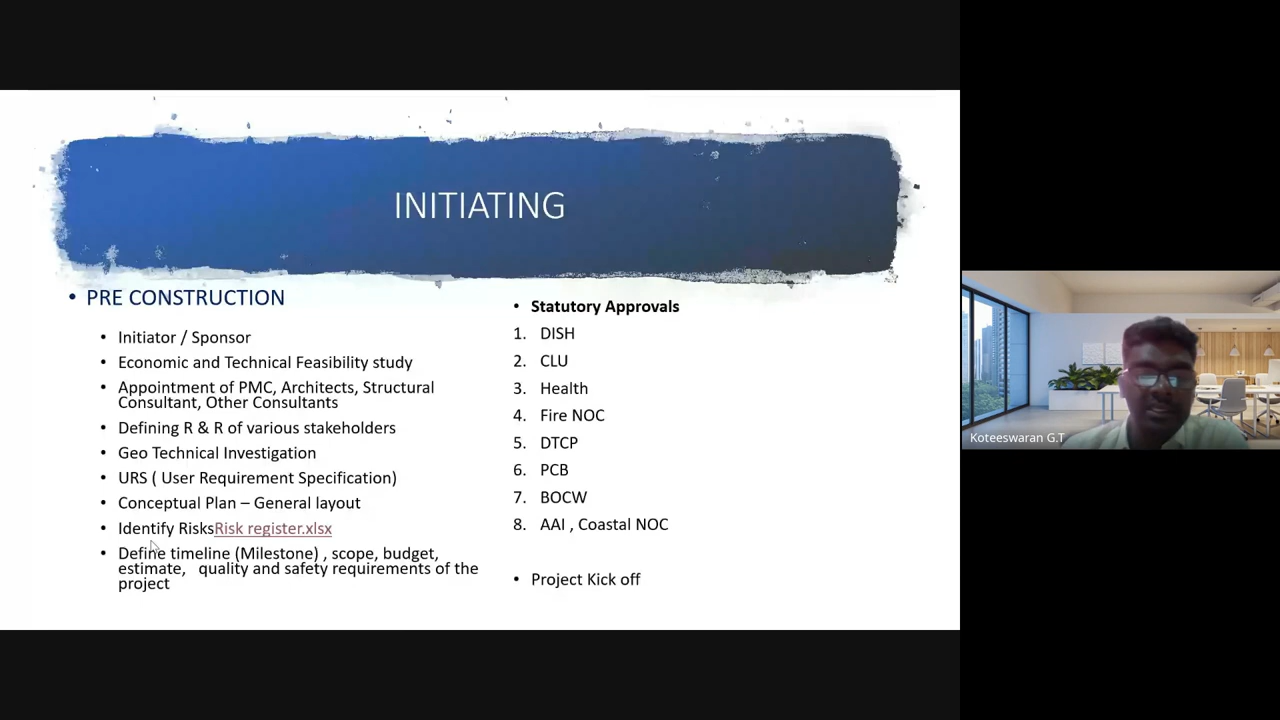 INITIATING
• PRE CONSTRUCTION
• Initiator / Sponsor
• Economic and Technical Feasibility study
• Appointment of PMC, Architects, Structural
Consultant, Other Consultants
• Defining R & R of various stakeholders
• Geo Technical Investigation
• URS ( User Requirement Specification)
• Conceptual Plan – General layout
• Identify RisksRisk register.xlsx
• Define timeline (Milestone) , scope, budget,
estimate, quality and safety requirements of the
project
• Statutory Approvals
1. DISH
2. CLU
3. Health
4. Fire NOC
5. DTCP
6. PCB
7. BOCW
8. AAI , Coastal NOC
• Project Kick off
Koteeswaran G.T